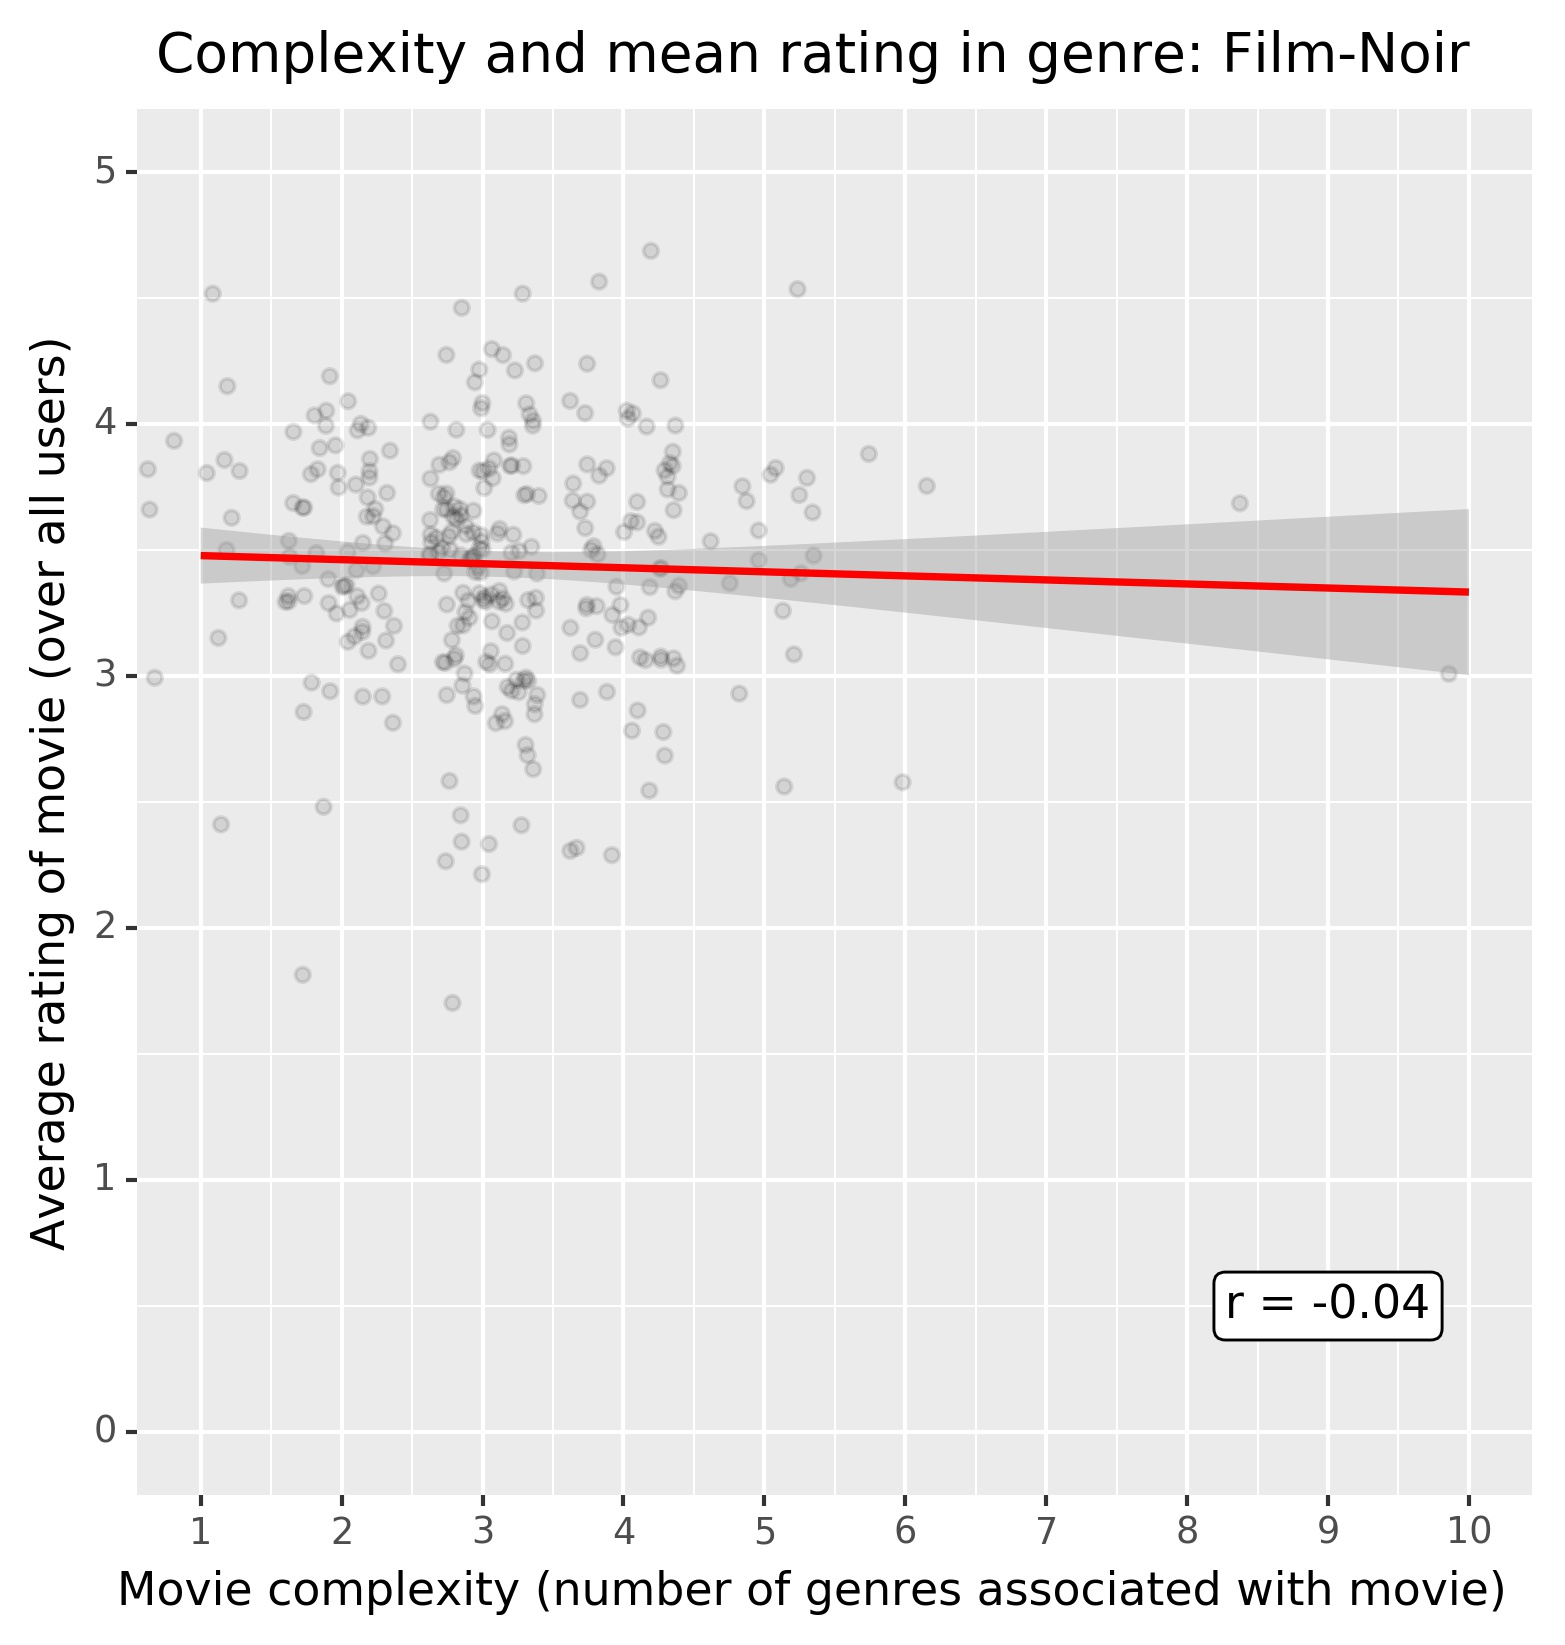 Complexity and mean rating in genre: Film-Noir
Average rating of movie (over all users)
5
4
3
2
1
0
r = -0.04
1 2 3 4 5 6 7 8 9 10
Movie complexity (number of genres associated with movie)